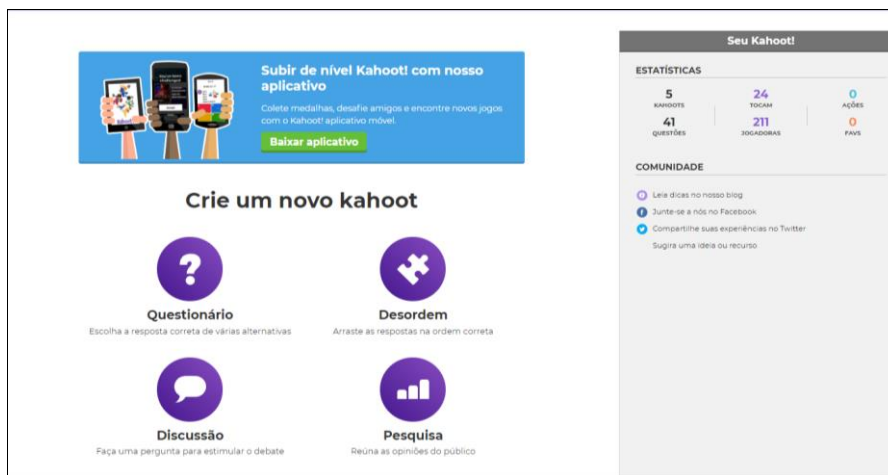 Subir de nível Kahoot! com nosso
aplicativo
Colete medalhas, desafie amigos e encontre novos jogos
com o Kahoot! aplicativo móvel.
Baixar aplicativo
Crie um novo kahoot
Questionário
Escolha a resposta correta de várias alternativas
Desordem
Arraste as respostas na ordem correta
Discussão
Faça uma pergunta para estimular o debate
Pesquisa
Reúna as opiniões do público
Seu Kahoot!
ESTATÍSTICAS
5 24 0
KAHOOTS TOCAM AÇÕES
41 211 0
QUESTÕES JOGADORAS FAVS
COMUNIDADE
Leia dicas no nosso blog
Junte-se a nós no Facebook
Compartilhe suas experiências no Twitter
Sugira uma ideia ou recurso